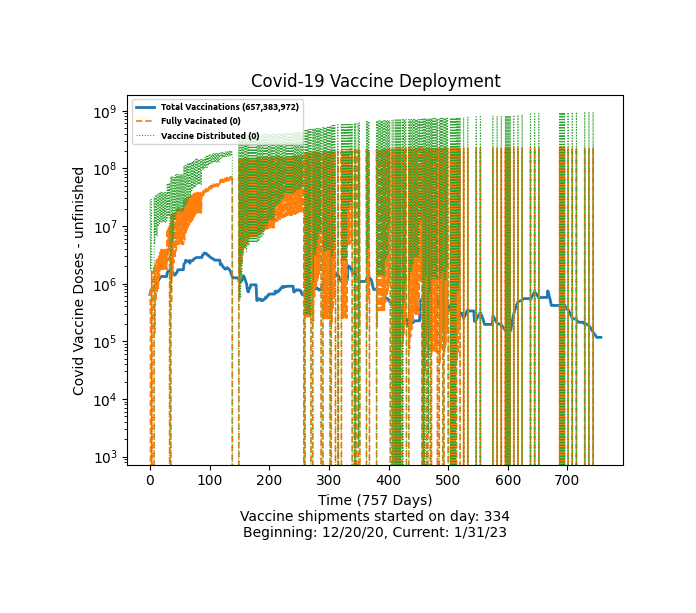 Covid-19 Vaccine Deployment
Total Vaccinations (657,383,972)
Fully Vacinated (0)
Vaccine Distributed (0)
Covid Vaccine Doses - unfinished
10⁹
10⁸
10⁷
10⁶
10⁵
10⁴
10³
0 100 200 300 400 500 600 700
Time (757 Days)
Vaccine shipments started on day: 334
Beginning: 12/20/20, Current: 1/31/23